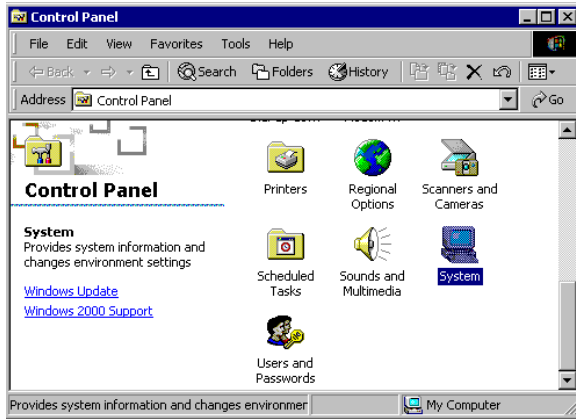 Control Panel
File Edit View Favorites Tools Help
Back Search Folders History
Address Control Panel Go
Control Panel
System
Provides system information and
changes environment settings
Windows Update
Windows 2000 Support
Printers
Regional
Options
Scanners and
Cameras
Scheduled
Tasks
Sounds and
Multimedia
System
Users and
Passwords
Provides system information and changes environmer
My Computer